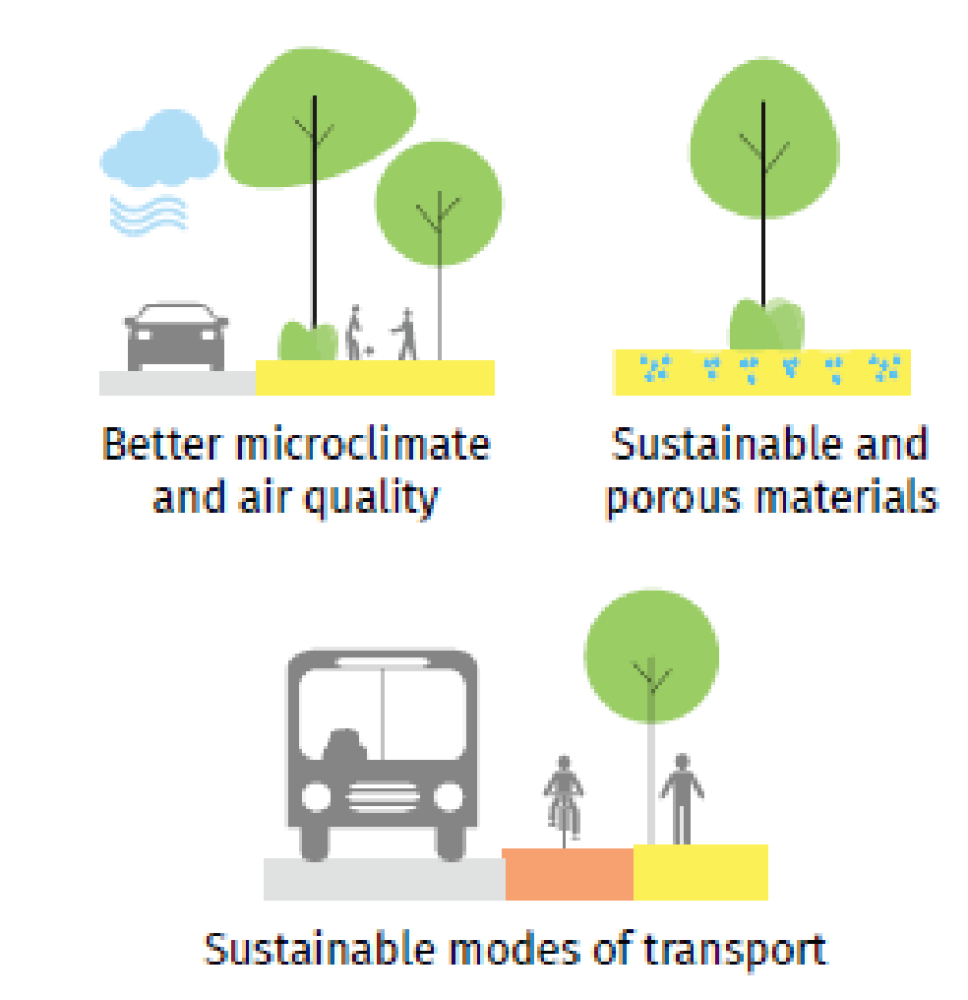 Better microclimate
and air quality
Sustainable and
porous materials
Sustainable modes of transport